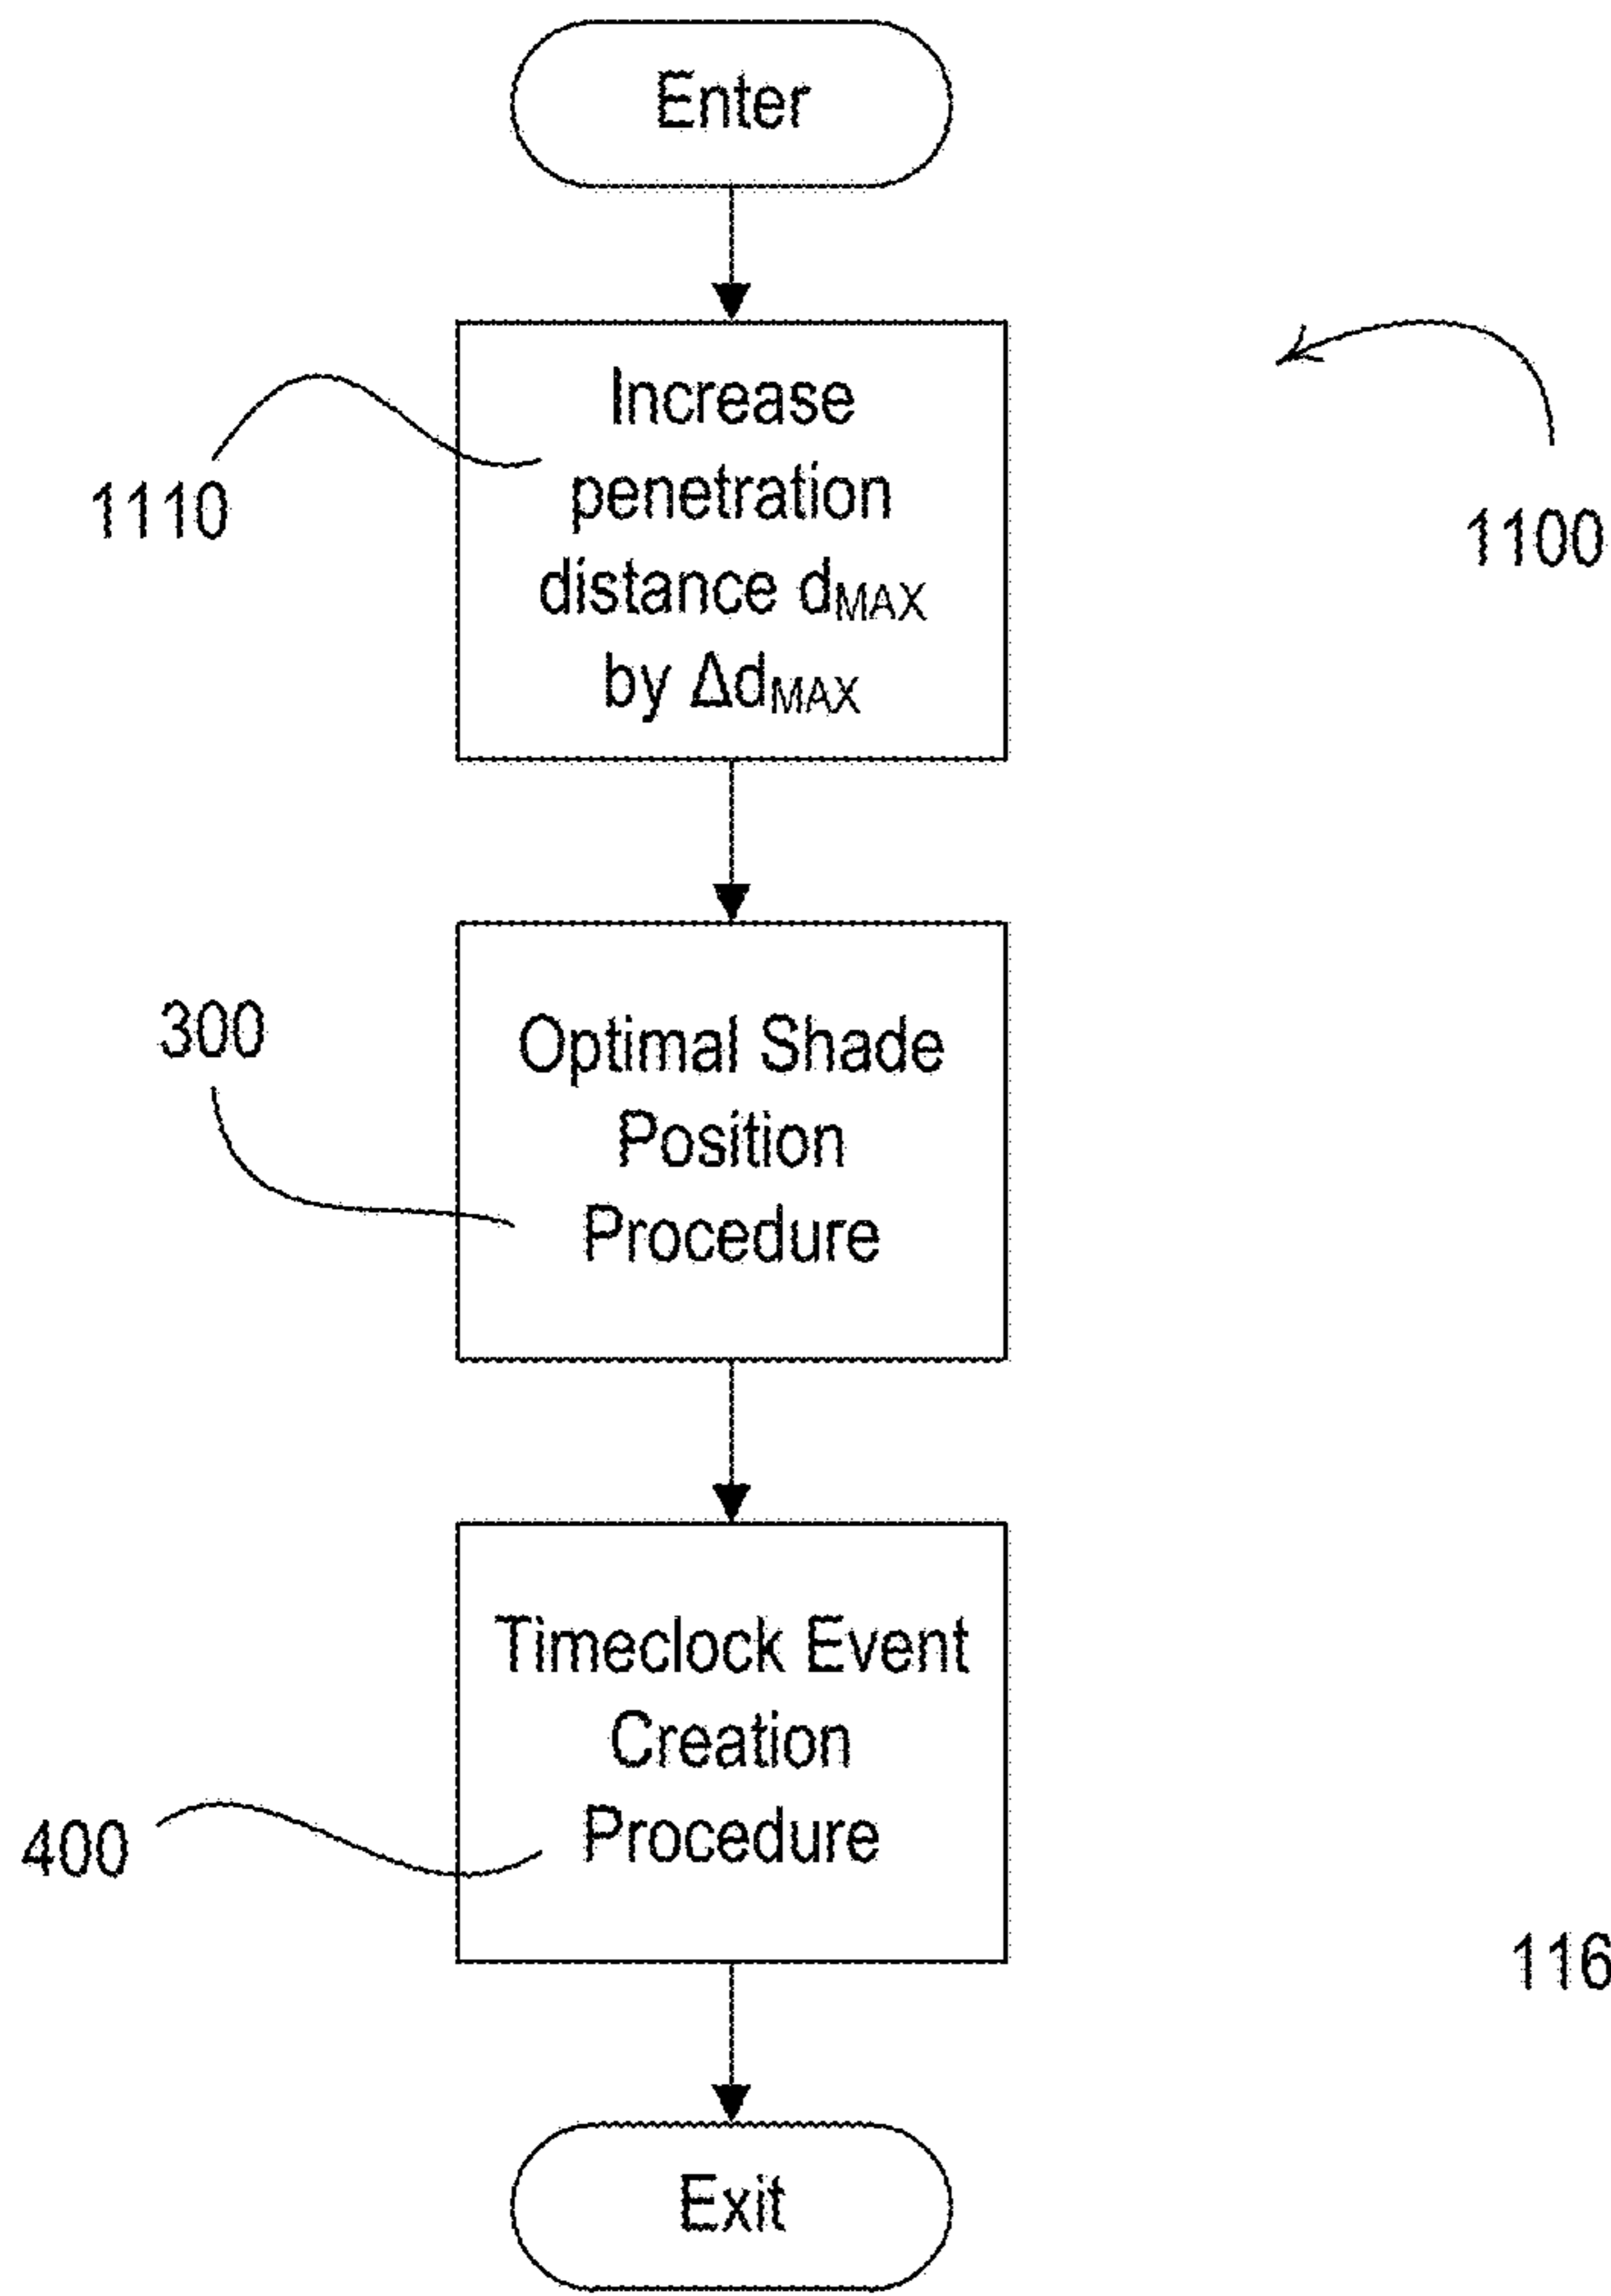 Enter
Increase
penetration
distance dMAX
by ΔdMAX
1110
1100
Optimal Shade
Position
Procedure
300
Timeclock Event
Creation
Procedure
400
116
Exit